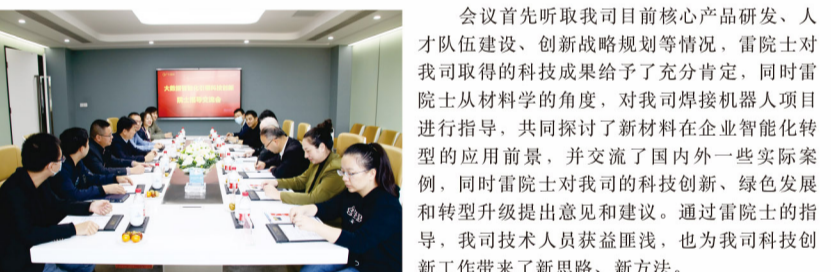 会议首先听取我司目前核心产品研发、人
才队伍建设、创新战略规划等情况，雷院士对
我司取得的科技成果给予了充分肯定，同时雷
院士从材料学的角度，对我司焊接机器人项目
进行指导，共同探讨了新材料在企业智能化转
型的应用前景，并交流了国内外一些实际案
例，同时雷院士对我司的科技创新、绿色发展
和转型升级提出意见和建议。通过雷院士的指
导，我司技术人员获益匪浅，也为我司科技创
新工作带来了新思路、新方法。